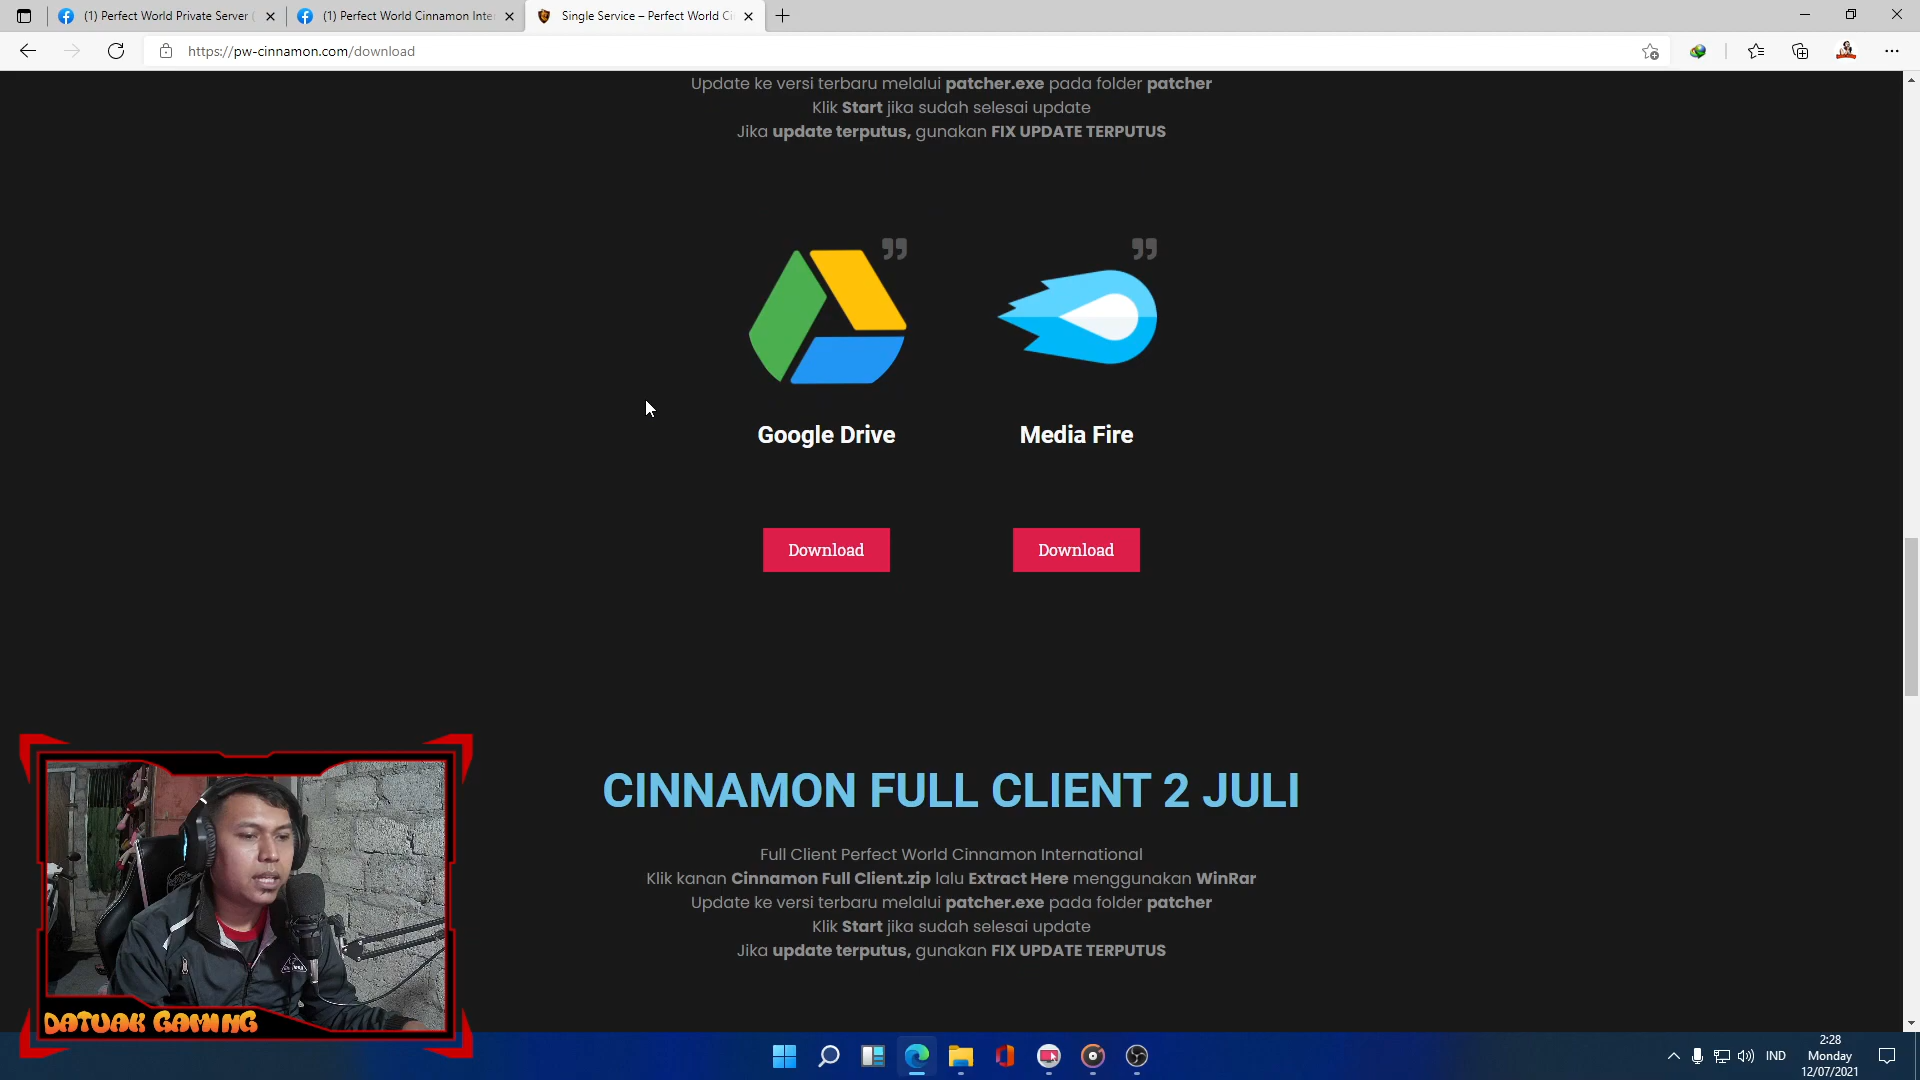 (1) Perfect World Private Server (
(1) Perfect World Cinnamon Inte
Single Service – Perfect World Ci
https://pw-cinnamon.com/download
Update ke versi terbaru melalui patcher.exe pada folder patcher
Klik Start jika sudah selesai update
Jika update terputus, gunakan FIX UPDATE TERPUTUS
Google Drive
Media Fire
Download
Download
CINNAMON FULL CLIENT 2 JULI
Full Client Perfect World Cinnamon International
Klik kanan Cinnamon Full Client.zip lalu Extract Here menggunakan WinRar
Update ke versi terbaru melalui patcher.exe pada folder patcher
Klik Start jika sudah selesai update
Jika update terputus, gunakan FIX UPDATE TERPUTUS
DATUAK GAMING
IND
2:28
Monday
12/07/2021